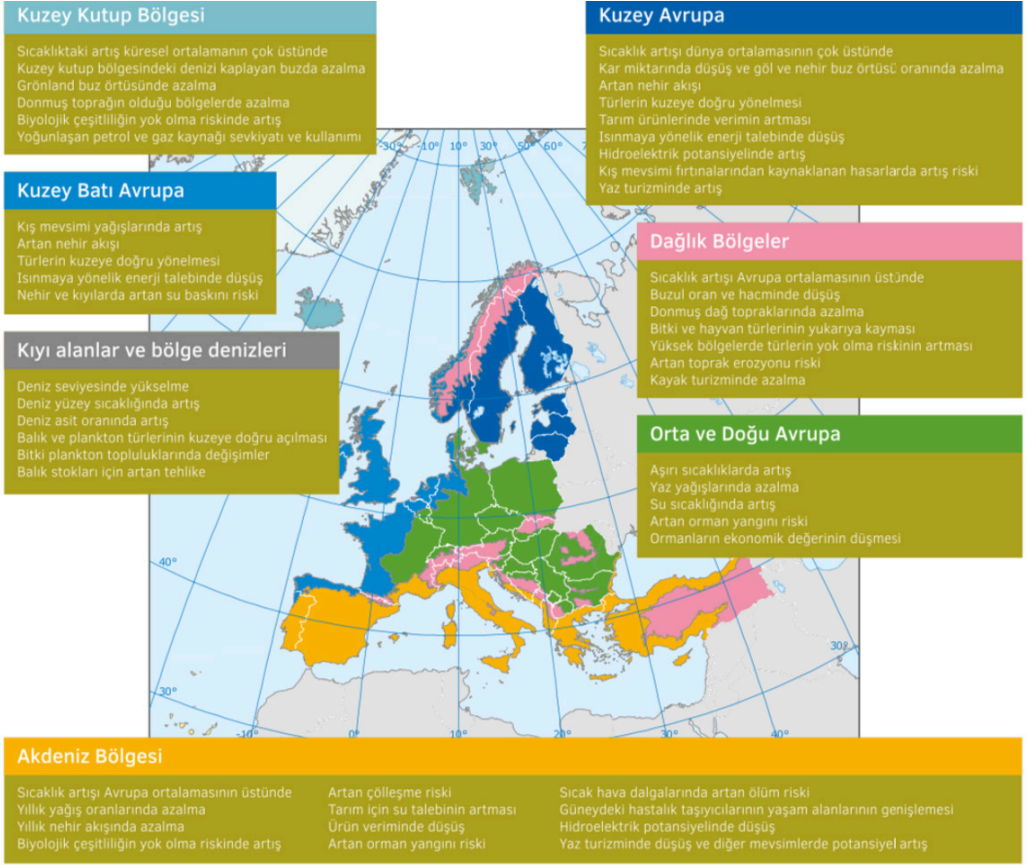 Kuzey Kutup Bölgesi
Sıcaklıktaki artış küresel ortalamanın çok üstünde
Kuzey kutup bölgesindeki denizi kaplayan buzda azalma
Grönland buz örtüsünde azalma
Donmuş toprağın olduğu bölgelerde azalma
Biyolojik çeşitliliğin yok olma riskinde artış
Yoğunlaşan petrol ve gaz kaynağı sevkiyatı ve kullanımı
Kuzey Avrupa
Sıcaklık artışı dünya ortalamasının çok üstünde
Kar miktarında düşüş ve göl ve nehir buz örtüsü oranında azalma
Artan nehir akışı
Türlerin kuzeye doğru yönelmesi
Tarım ürünlerinde verimin artması
Isınmaya yönelik enerji talebinde düşüş
Hidroelektrik potansiyelinde artış
Kış mevsimi fırtınalarından kaynaklanan hasarlarda artış riski
Yaz turizminde artış
-30° -10° 10° 30° 50° 60°
Kuzey Batı Avrupa
Kış mevsimi yağışlarında artış
Artan nehir akışı
Türlerin kuzeye doğru yönelmesi
Isınmaya yönelik enerji talebinde düşüş
Nehir ve kıyılarda artan su baskını riski
Dağlık Bölgeler
Sıcaklık artışı Avrupa ortalamasının üstünde
Buzul oran ve hacminde düşüş
Donmuş dağ topraklarında azalma
Bitki ve hayvan türlerinin yukarıya kayması
Yüksek bölgelerde türlerin yok olma riskinin artması
Artan toprak erozyonu riski
Kayak turizminde azalma
Kıyı alanlar ve bölge denizleri
Deniz seviyesinde yükselme
Deniz yüzey sıcaklığında artış
Deniz asit oranında artış
Balık ve plankton türlerinin kuzeye doğru açılması
Bitki plankton topluluklarında değişimler
Balık stokları için artan tehlike
Orta ve Doğu Avrupa
Aşırı sıcaklıklarda artış
Yaz yağışlarında azalma
Su sıcaklığında artış
Artan orman yangını riski
Ormanların ekonomik değerinin düşmesi
40°
30°
30°
-10° 0° 10° 20° 30° 40°
Akdeniz Bölgesi
Sıcaklık artışı Avrupa ortalamasının üstünde
Yıllık yağış oranlarında azalma
Yıllık nehir akışında azalma
Biyolojik çeşitliliğin yok olma riskinde artış
Artan çölleşme riski
Tarım için su talebinin artması
Ürün veriminde düşüş
Artan orman yangını riski
Sıcak hava dalgalarında artan ölüm riski
Güneydeki hastalık taşıyıcılarının yaşam alanlarının genişlemesi
Hidroelektrik potansiyelinde düşüş
Yaz turizminde düşüş ve diğer mevsimlerde potansiyel artış